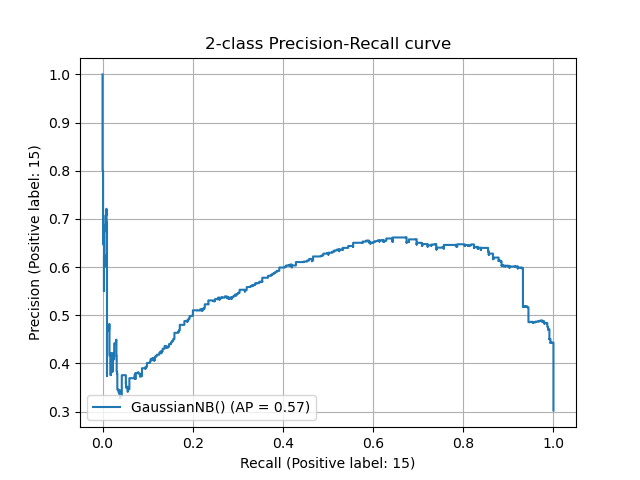 2-class Precision-Recall curve
Precision (Positive label: 15)
1.0
0.9
0.8
0.7
0.6
0.5
0.4
0.3
GaussianNB() (AP = 0.57)
0.0 0.2 0.4 0.6 0.8 1.0
Recall (Positive label: 15)